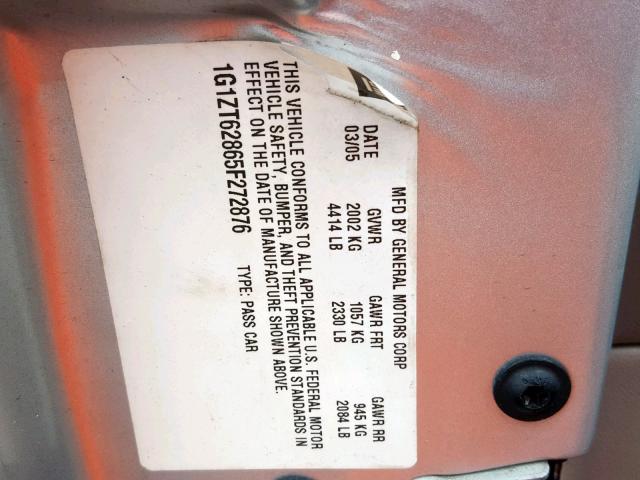 MFD BY GENERAL MOTORS CORP
DATE GVWR GAWR FRT GAWR RR
03/05 2002 KG 1057 KG 945 KG
4414 LB 2330 LB 2084 LB
THIS VEHICLE CONFORMS TO ALL APPLICABLE U.S. FEDERAL MOTOR
VEHICLE SAFETY, BUMPER, AND THEFT PREVENTION STANDARDS IN
EFFECT ON THE DATE OF MANUFACTURE SHOWN ABOVE.
1G1ZT62865F272876 TYPE: PASS CAR